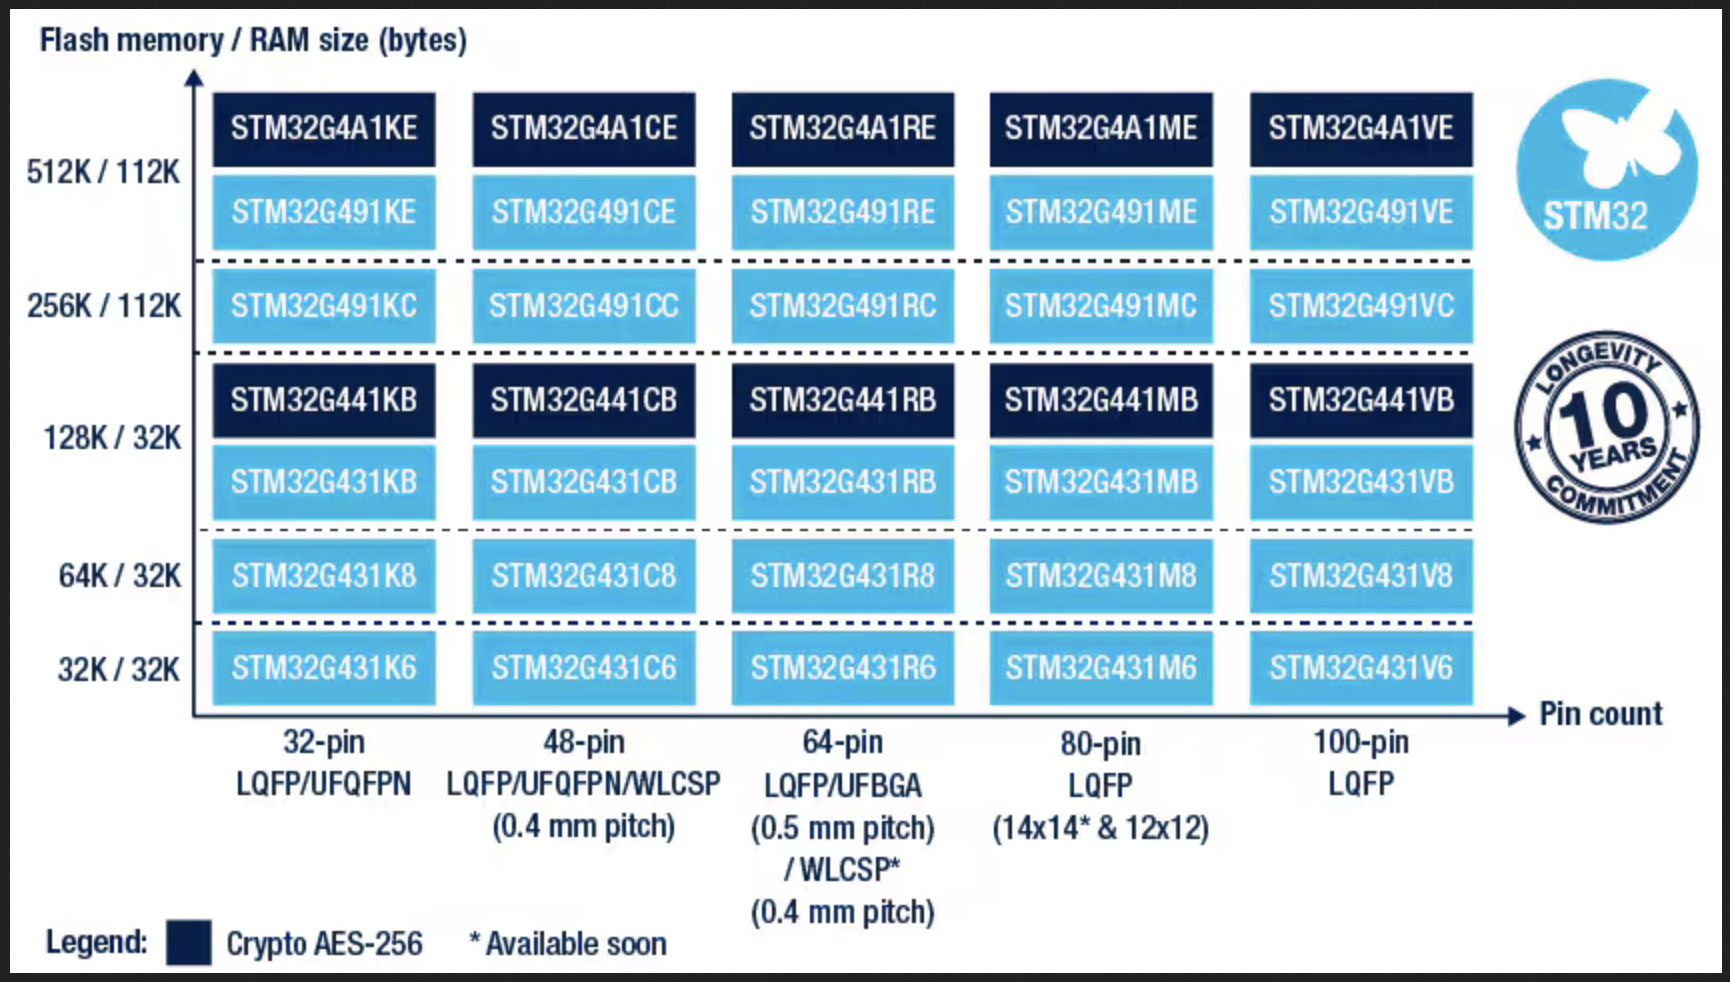 Flash memory / RAM size (bytes)
STM32G4A1KE STM32G4A1CE STM32G4A1RE STM32G4A1ME STM32G4A1VE
512K / 112K
STM32G491KE STM32G491CE STM32G491RE STM32G491ME STM32G491VE
STM32
256K / 112K STM32G491KC STM32G491CC STM32G491RC STM32G491MC STM32G491VC
STM32G441KB STM32G441CB STM32G441RB STM32G441MB STM32G441VB
128K / 32K
STM32G431KB STM32G431CB STM32G431RB STM32G431MB STM32G431VB
LONGEVITY
10
YEARS
COMMITMENT
64K / 32K STM32G431K8 STM32G431C8 STM32G431R8 STM32G431M8 STM32G431V8
32K / 32K STM32G431K6 STM32G431C6 STM32G431R6 STM32G431M6 STM32G431V6
Pin count
32-pin 48-pin 64-pin 80-pin 100-pin
LQFP/UFQFPN LQFP/UFQFPN/WLCSP LQFP/UFBGA LQFP LQFP
(0.4 mm pitch) (0.5 mm pitch) (14x14* & 12x12)
/ WLCSP*
(0.4 mm pitch)
Legend: Crypto AES-256 * Available soon